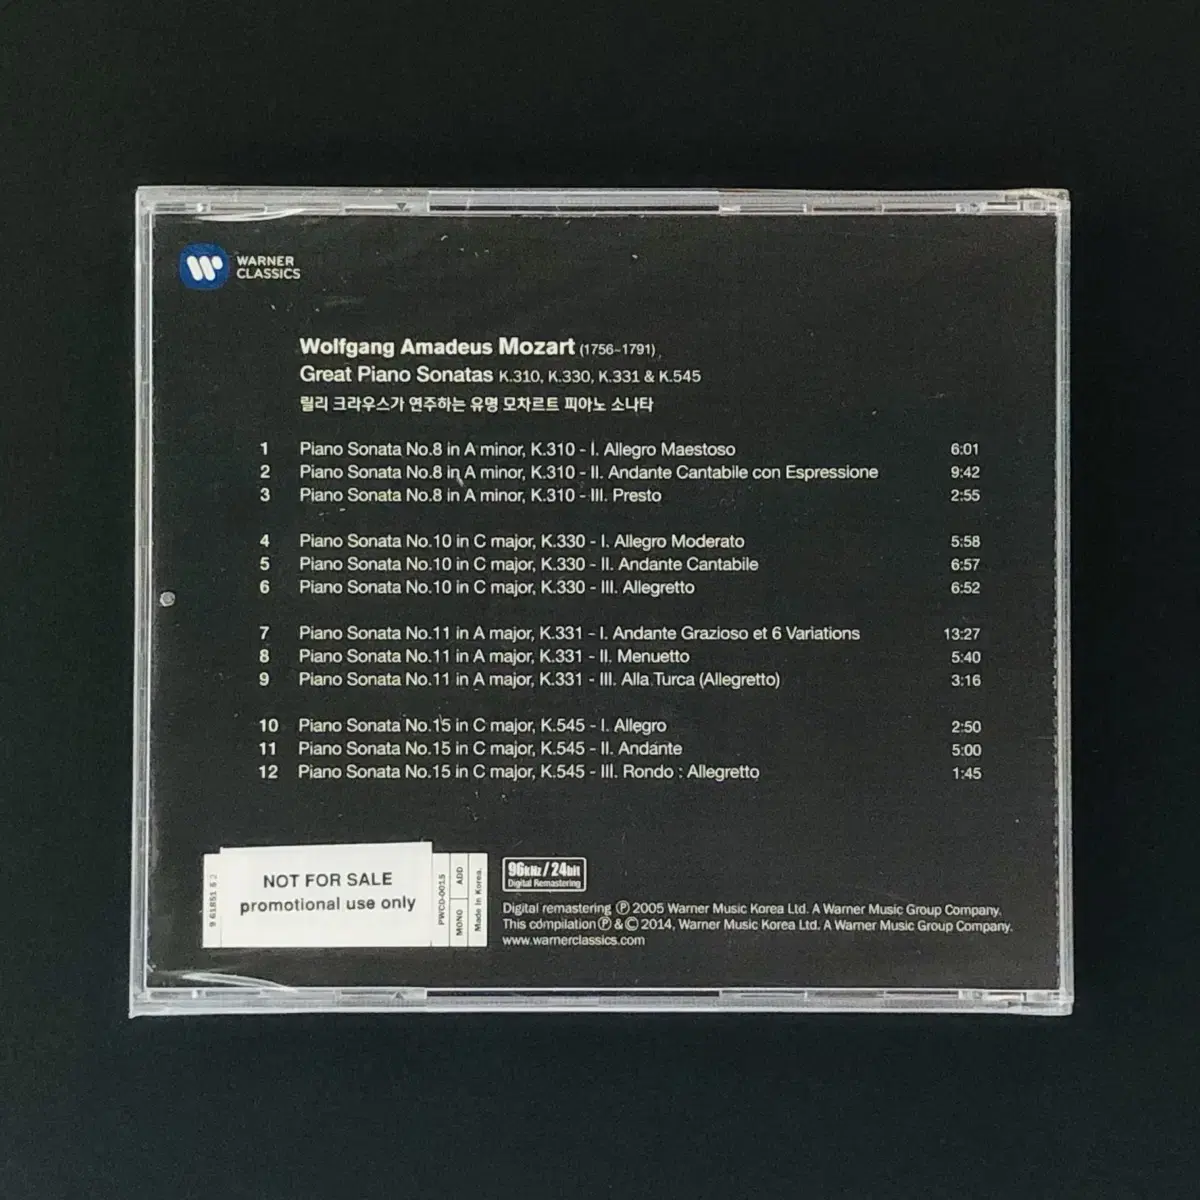 WARNER
CLASSICS
Wolfgang Amadeus Mozart (1756-1791)
Great Piano Sonatas K.310, K.330, K.331 & K.545
릴리 크라우스가 연주하는 유명 모차르트 피아노 소나타
1 Piano Sonata No.8 in A minor, K.310 - I. Allegro Maestoso 6:01
2 Piano Sonata No.8 in A minor, K.310 - II. Andante Cantabile con Espressione 9:42
3 Piano Sonata No.8 in A minor, K.310 - III. Presto 2:55
4 Piano Sonata No.10 in C major, K.330 - I. Allegro Moderato 5:58
5 Piano Sonata No.10 in C major, K.330 - II. Andante Cantabile 6:57
6 Piano Sonata No.10 in C major, K.330 - III. Allegretto 6:52
7 Piano Sonata No.11 in A major, K.331 - I. Andante Grazioso et 6 Variations 13:27
8 Piano Sonata No.11 in A major, K.331 - II. Menuetto 5:40
9 Piano Sonata No.11 in A major, K.331 - III. Alla Turca (Allegretto) 3:16
10 Piano Sonata No.15 in C major, K.545 - I. Allegro 2:50
11 Piano Sonata No.15 in C major, K.545 - II. Andante 5:00
12 Piano Sonata No.15 in C major, K.545 - III. Rondo : Allegretto 1:45
NOT FOR SALE
promotional use only
PWCD-0015
MONO ADD
Made in Korea.
96kHz/24bit
Digital Remastering
Digital remastering ℗ 2005 Warner Music Korea Ltd. A Warner Music Group Company.
This compilation ℗ & © 2014, Warner Music Korea Ltd. A Warner Music Group Company.
www.warnerclassics.com